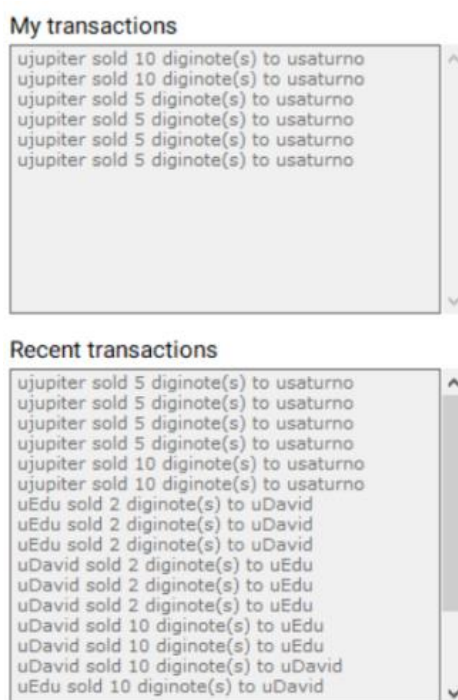 My transactions
ujupiter sold 10 diginote(s) to usaturno
ujupiter sold 10 diginote(s) to usaturno
ujupiter sold 5 diginote(s) to usaturno
ujupiter sold 5 diginote(s) to usaturno
ujupiter sold 5 diginote(s) to usaturno
ujupiter sold 5 diginote(s) to usaturno
Recent transactions
ujupiter sold 5 diginote(s) to usaturno
ujupiter sold 5 diginote(s) to usaturno
ujupiter sold 5 diginote(s) to usaturno
ujupiter sold 5 diginote(s) to usaturno
ujupiter sold 10 diginote(s) to usaturno
ujupiter sold 10 diginote(s) to usaturno
uEdu sold 2 diginote(s) to uDavid
uEdu sold 2 diginote(s) to uDavid
uEdu sold 2 diginote(s) to uDavid
uDavid sold 2 diginote(s) to uEdu
uDavid sold 2 diginote(s) to uEdu
uDavid sold 2 diginote(s) to uEdu
uDavid sold 10 diginote(s) to uEdu
uDavid sold 10 diginote(s) to uEdu
uDavid sold 10 diginote(s) to uDavid
uEdu sold 10 diginote(s) to uDavid